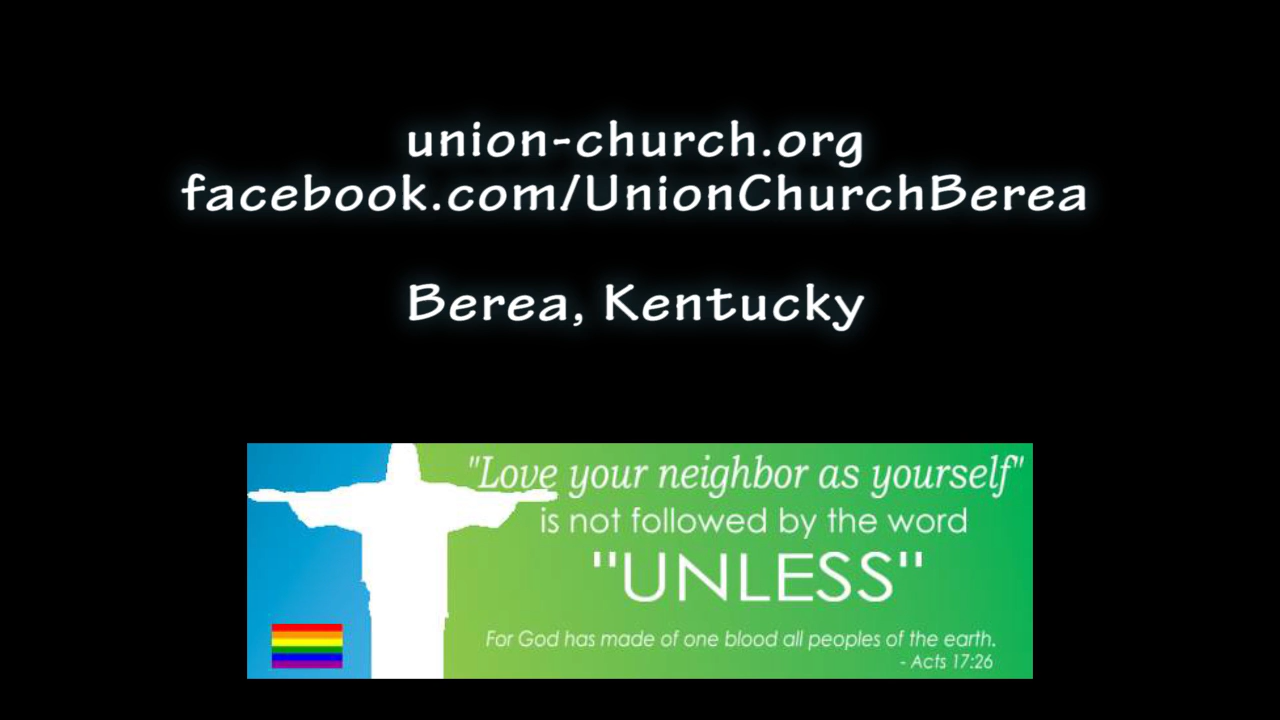 union-church.org
facebook.com/UnionChurchBerea
Berea, Kentucky
"Love your neighbor as yourself"
is not followed by the word
"UNLESS"
For God has made of one blood all peoples of the earth.
- Acts 17:26